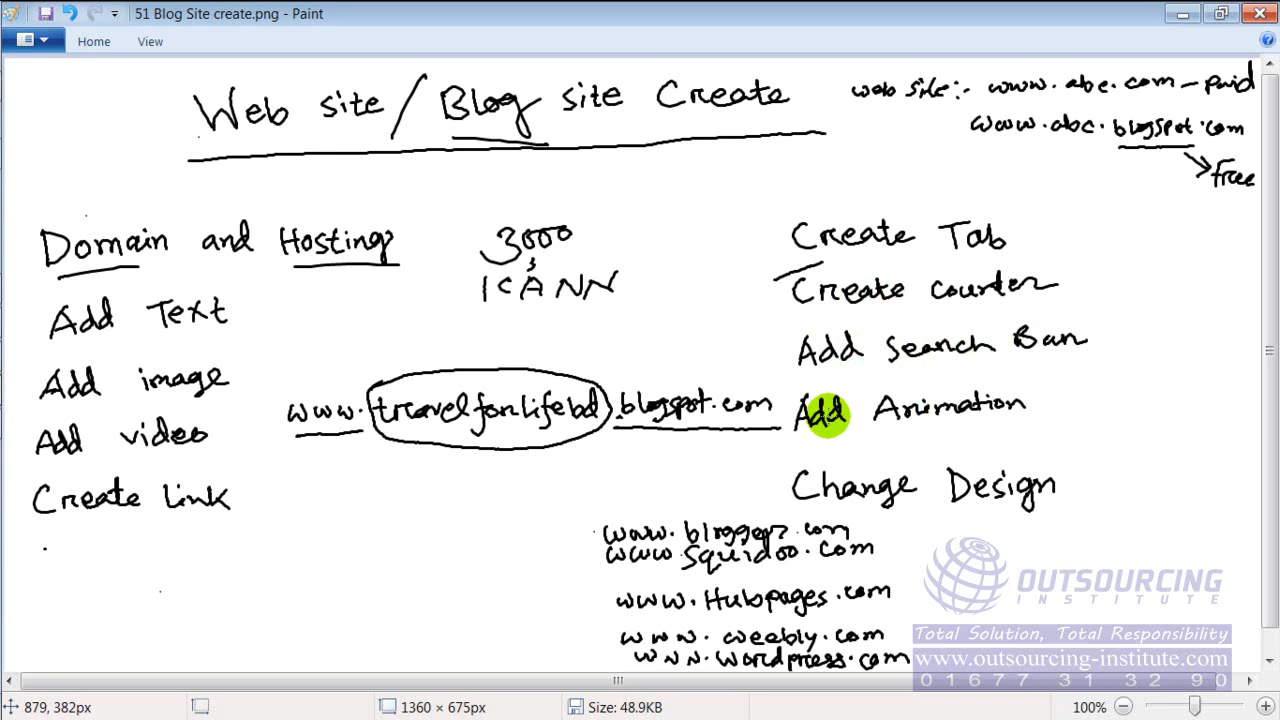 51 Blog Site create.png - Paint
Home View
Web site / Blog site Create
web site:- www.abc.com - paid
www.abc.blogspot.com
Free
Domain and Hosting
3000
ICANN
Add Text
Add image
Add video
Create Link
www.travelforlifebd.blogspot.com
Create Tab
Create counter
Add Search Bar
Add Animation
Change Design
www.blogger.com
www.Squidoo.com
www.Hubpages.com
www.weebly.com
www.wordpress.com
OUTSOURCING
INSTITUTE
Total Solution, Total Responsibility
www.outsourcing-institute.com
01677 31 32 90
879, 382px
1360 × 675px
Size: 48.9KB
100%